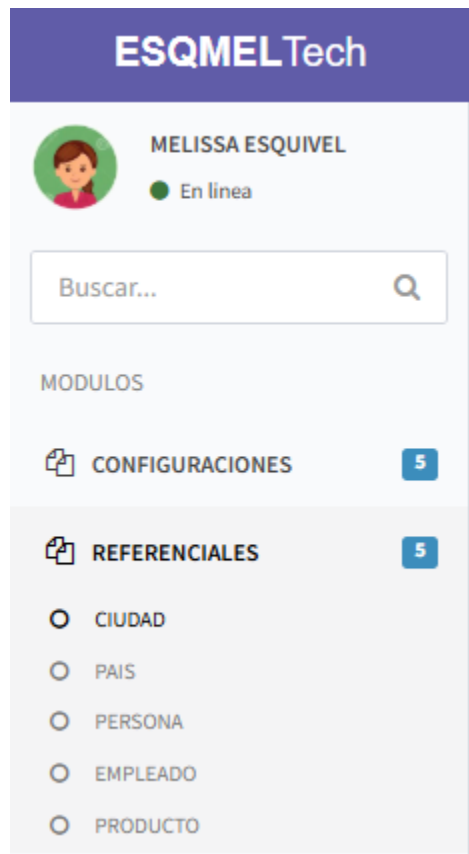 ESQMELTech
MELISSA ESQUIVEL
En linea
Buscar...
MODULOS
CONFIGURACIONES 5
REFERENCIALES 5
CIUDAD
PAIS
PERSONA
EMPLEADO
PRODUCTO